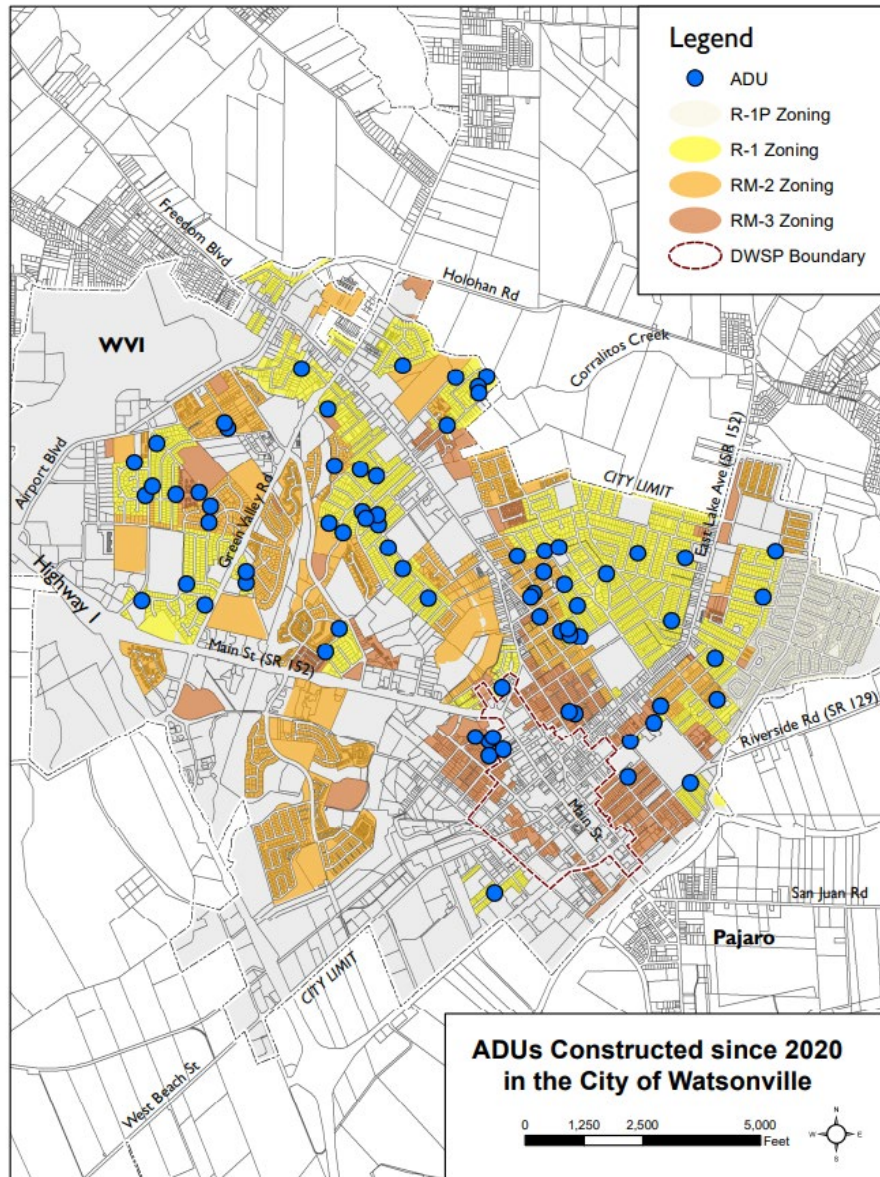 Legend
ADU
R-1P Zoning
R-1 Zoning
RM-2 Zoning
RM-3 Zoning
DWSP Boundary
Freedom Blvd
Holohan Rd
WVI
Corralitos Creek
Airport Blvd
CITY LIMIT
East Lake Ave (SR 152)
Green Valley Rd
Highway 1
Main St (SR 152)
Riverside Rd (SR 129)
Main St
San Juan Rd
Pajaro
CITY LIMIT
West Beach St
ADUs Constructed since 2020
in the City of Watsonville
0 1,250 2,500 5,000
Feet
N
W E
S